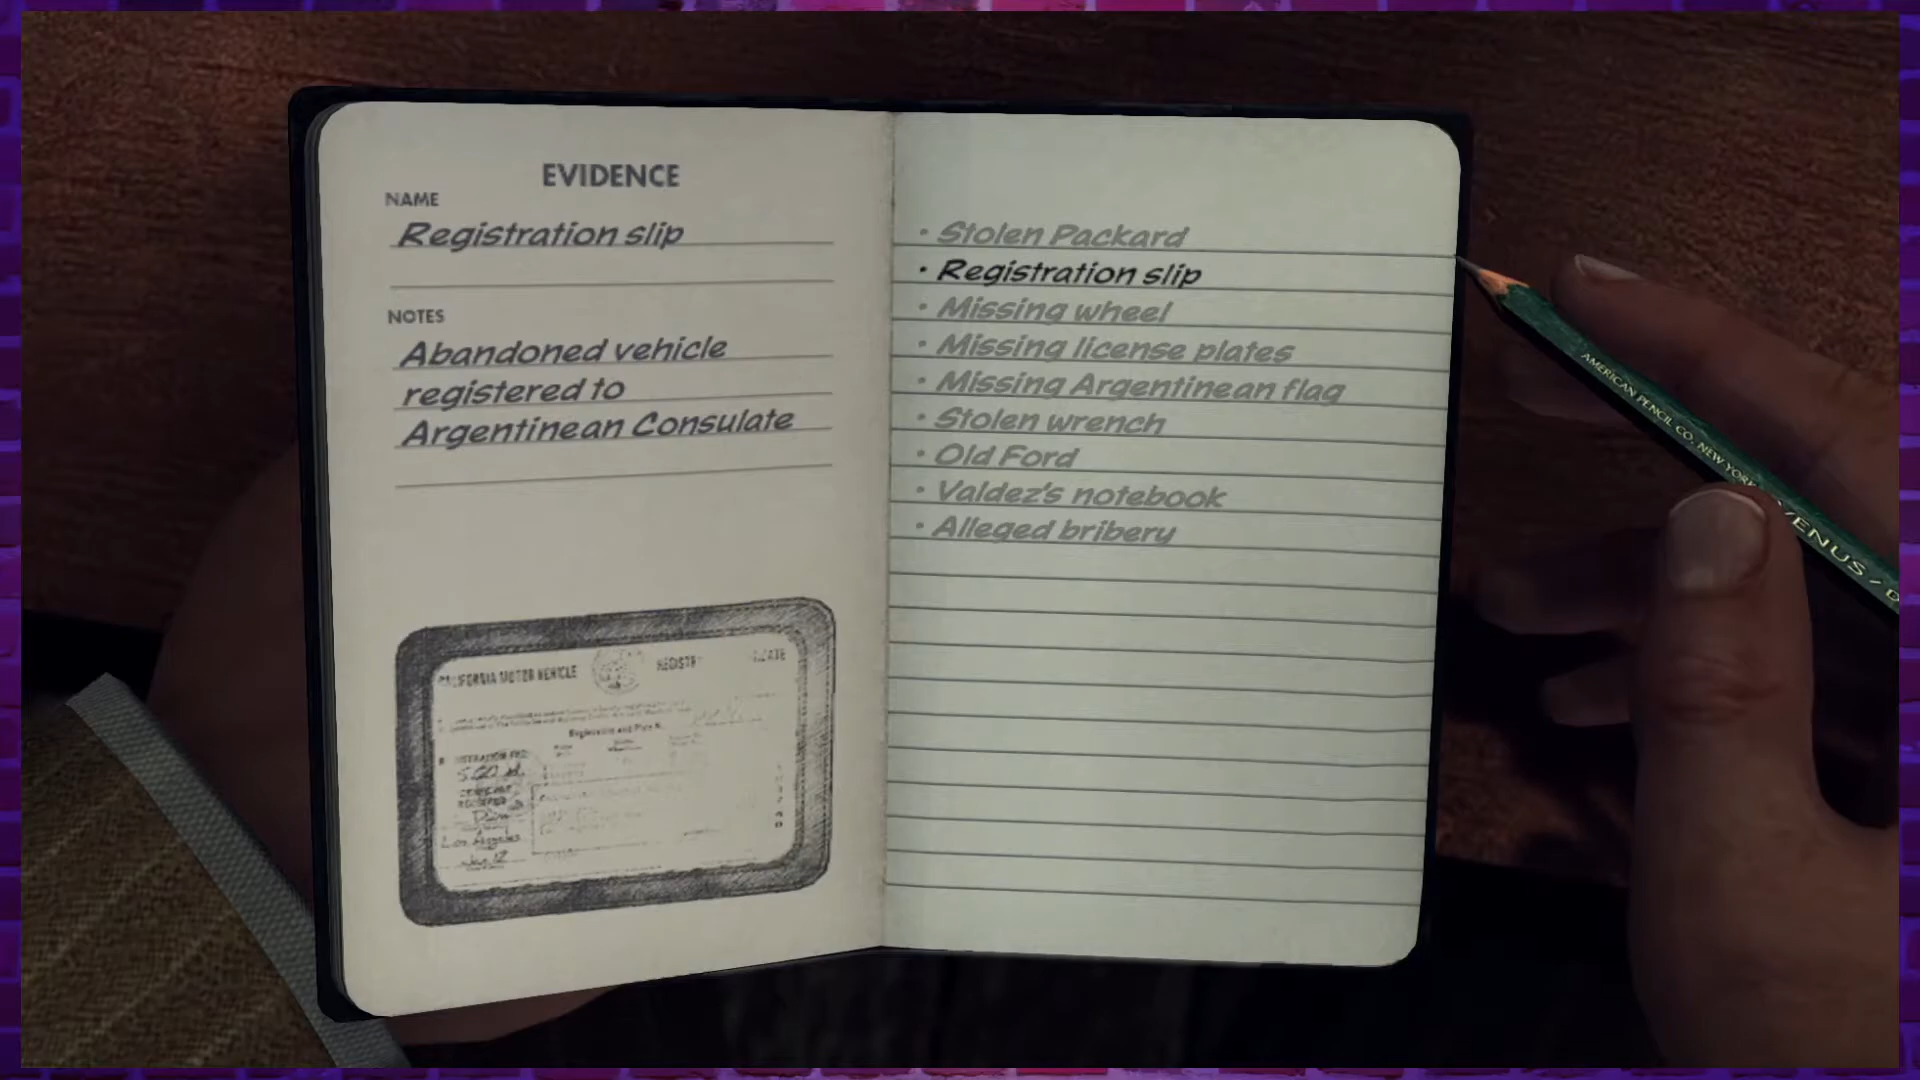 EVIDENCE
NAME
Registration slip
NOTES
Abandoned vehicle
registered to
Argentinean Consulate
CALIFORNIA MOTOR VEHICLE
Los Angeles
• Stolen Packard
• Registration slip
• Missing wheel
• Missing license plates
• Missing Argentinean flag
• Stolen wrench
• Old Ford
• Valdez's notebook
• Alleged bribery
AMERICAN PENCIL CO. NEW YORK
VENUS